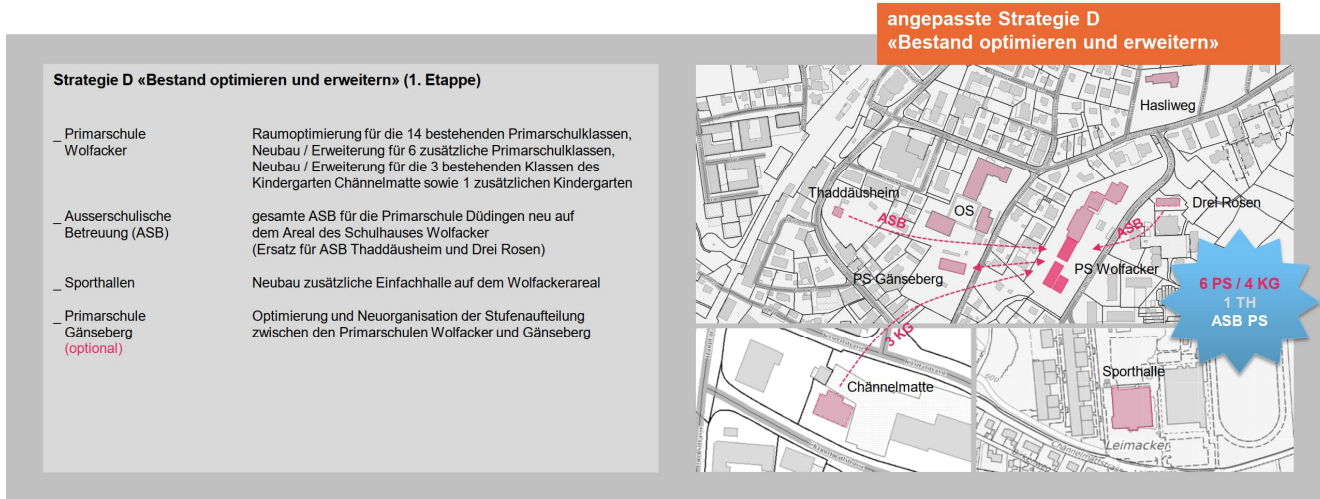 angepasste Strategie D
«Bestand optimieren und erweitern»
Strategie D «Bestand optimieren und erweitern» (1. Etappe)
_ Primarschule
Wolfacker
Raumoptimierung für die 14 bestehenden Primarschulklassen,
Neubau / Erweiterung für 6 zusätzliche Primarschulklassen,
Neubau / Erweiterung für die 3 bestehenden Klassen des
Kindergarten Chännelmatte sowie 1 zusätzlichen Kindergarten
_ Ausserschulische
Betreuung (ASB)
gesamte ASB für die Primarschule Düdingen neu auf
dem Areal des Schulhauses Wolfacker
(Ersatz für ASB Thaddäusheim und Drei Rosen)
_ Sporthallen
Neubau zusätzliche Einfachhalle auf dem Wolfackerareal
_ Primarschule
Gänseberg
(optional)
Optimierung und Neuorganisation der Stufenaufteilung
zwischen den Primarschulen Wolfacker und Gänseberg
Hasliweg
Thaddäusheim
ASB
OS
ASB
Drei Rosen
PS Gänseberg
PS Wolfacker
6 PS / 4 KG
1 TH
ASB PS
3 KG
Chännelmatte
600
Sporthalle
Leimacker
Channelmattstrasse